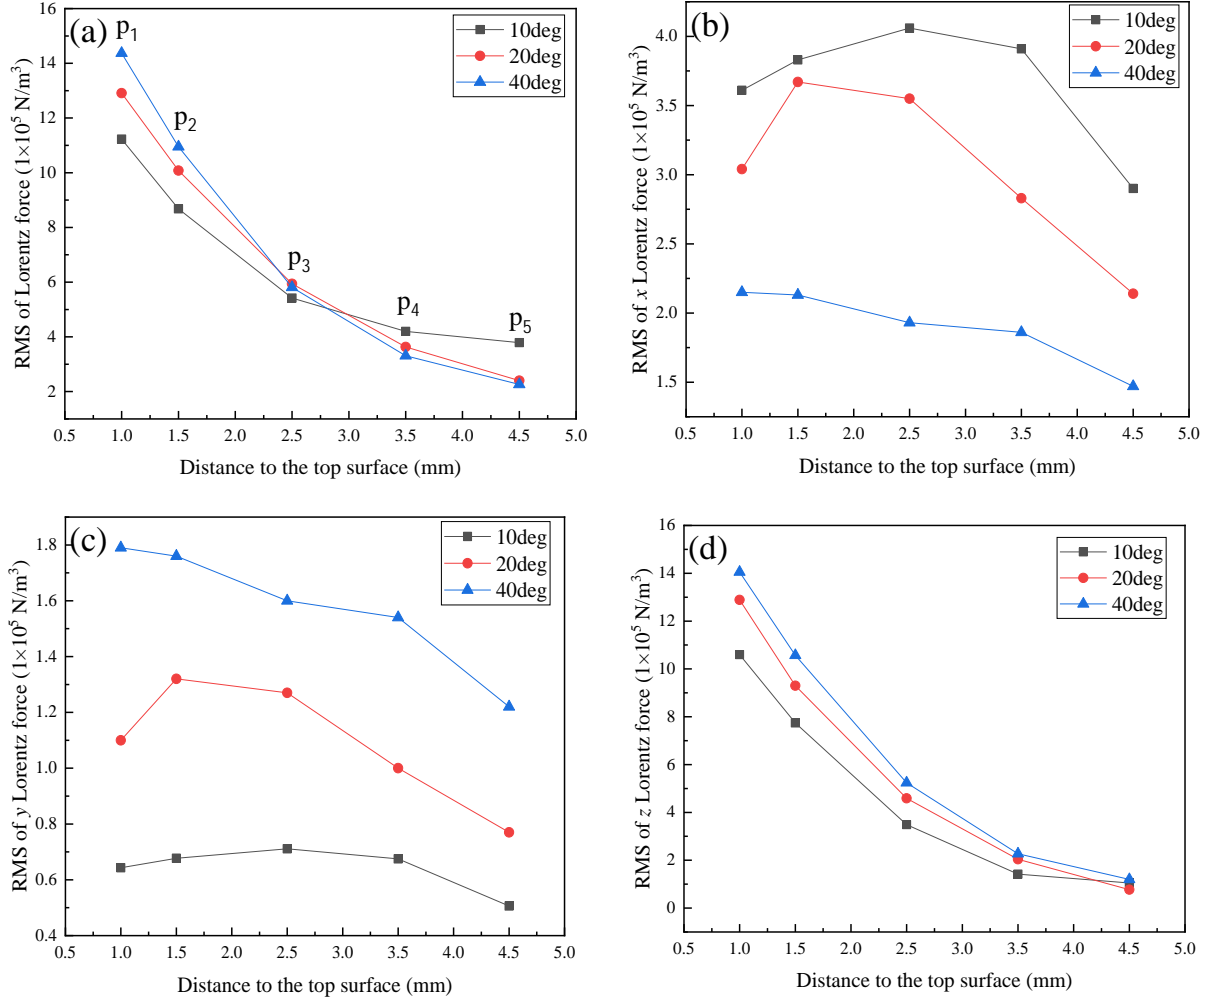 (a)
p1
p2
p3
p4
p5
10deg
20deg
40deg
RMS of Lorentz force (1×10^5 N/m^3)
16
14
12
10
8
6
4
2
0.5 1.0 1.5 2.0 2.5 3.0 3.5 4.0 4.5 5.0
Distance to the top surface (mm)
(b)
10deg
20deg
40deg
RMS of x Lorentz force (1×10^5 N/m^3)
4.0
3.5
3.0
2.5
2.0
1.5
0.5 1.0 1.5 2.0 2.5 3.0 3.5 4.0 4.5 5.0
Distance to the top surface (mm)
(c)
10deg
20deg
40deg
RMS of y Lorentz force (1×10^5 N/m^3)
1.8
1.6
1.4
1.2
1.0
0.8
0.6
0.4
0.5 1.0 1.5 2.0 2.5 3.0 3.5 4.0 4.5 5.0
Distance to the top surface (mm)
(d)
10deg
20deg
40deg
RMS of z Lorentz force (1×10^5 N/m^3)
16
14
12
10
8
6
4
2
0
0.5 1.0 1.5 2.0 2.5 3.0 3.5 4.0 4.5 5.0
Distance to the top surface (mm)